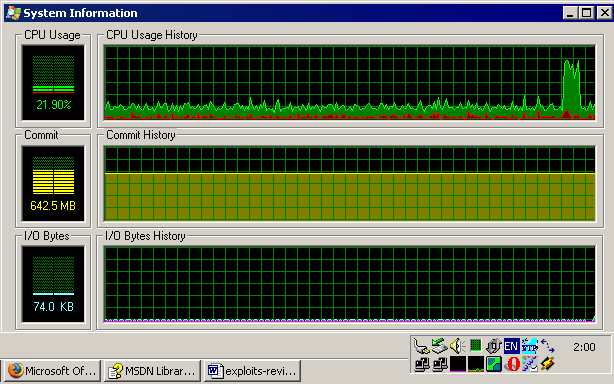 System Information
CPU Usage
CPU Usage History
21.90%
Commit
Commit History
642.5 MB
I/O Bytes
I/O Bytes History
74.0 KB
EN
2:00
Microsoft Of...
MSDN Librar...
exploits-revi...